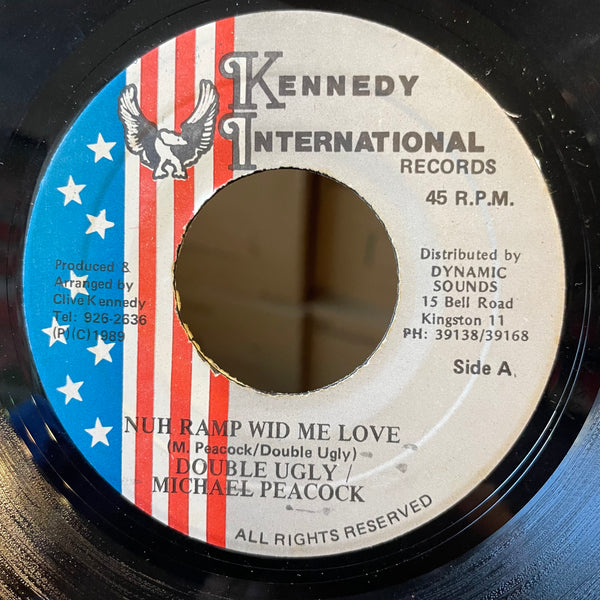 KENNEDY
INTERNATIONAL
RECORDS
45 R.P.M.
Produced &
Arranged by
Clive Kennedy
Tel: 926-2636
(P)(C)1989
Distributed by
DYNAMIC
SOUNDS
15 Bell Road
Kingston 11
PH: 39138/39168
Side A.
NUH RAMP WID ME LOVE
(M. Peacock/Double Ugly)
DOUBLE UGLY /
MICHAEL PEACOCK
ALL RIGHTS RESERVED